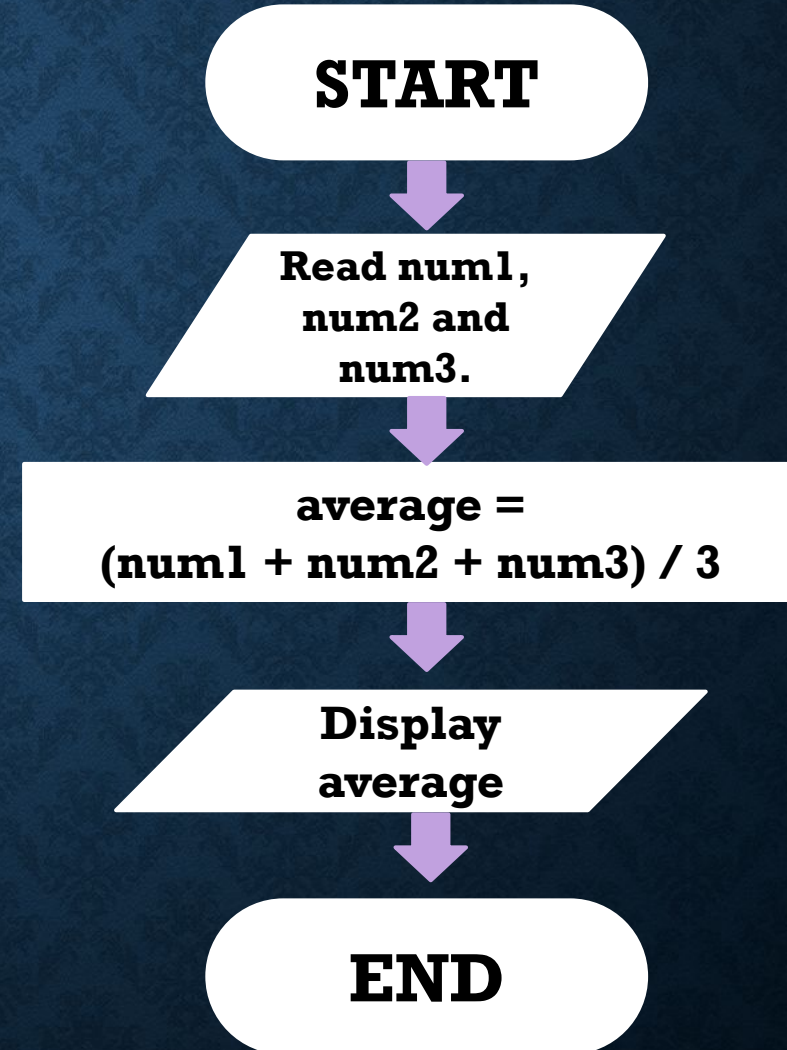 START
Read num1,
num2 and
num3.
average =
(num1 + num2 + num3) / 3
Display
average
END